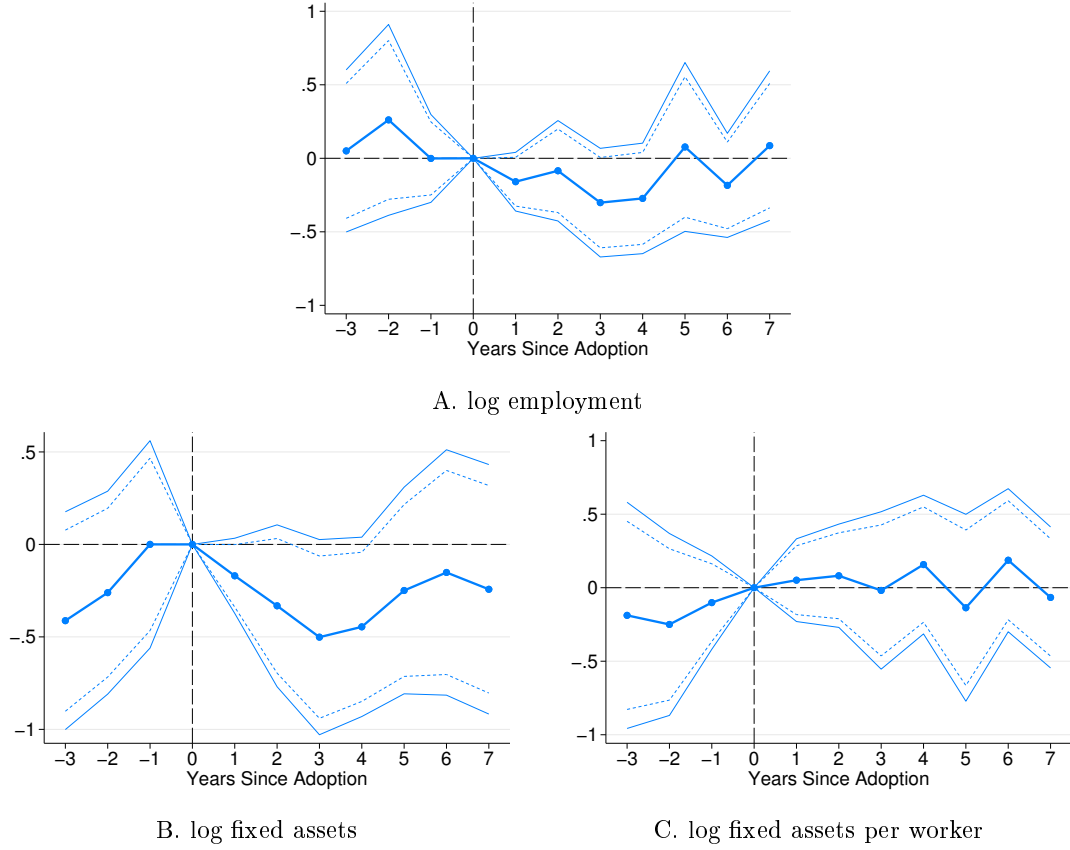 1
.5
0
−.5
−1
−3 −2 −1 0 1 2 3 4 5 6 7
Years Since Adoption
A. log employment
.5
0
−.5
−1
−3 −2 −1 0 1 2 3 4 5 6 7
Years Since Adoption
B. log fixed assets
1
.5
0
−.5
−1
−3 −2 −1 0 1 2 3 4 5 6 7
Years Since Adoption
C. log fixed assets per worker